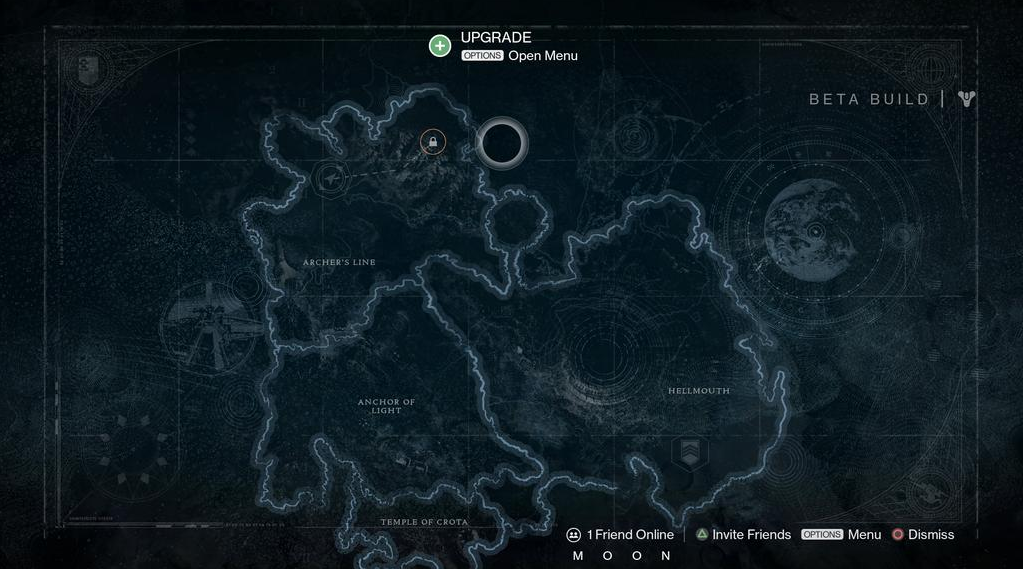 UPGRADE
OPTIONS Open Menu
BETA BUILD
ARCHER'S LINE
HELLMOUTH
ANCHOR OF
LIGHT
TEMPLE OF CROTA
1 Friend Online Invite Friends OPTIONS Menu Dismiss
MOON